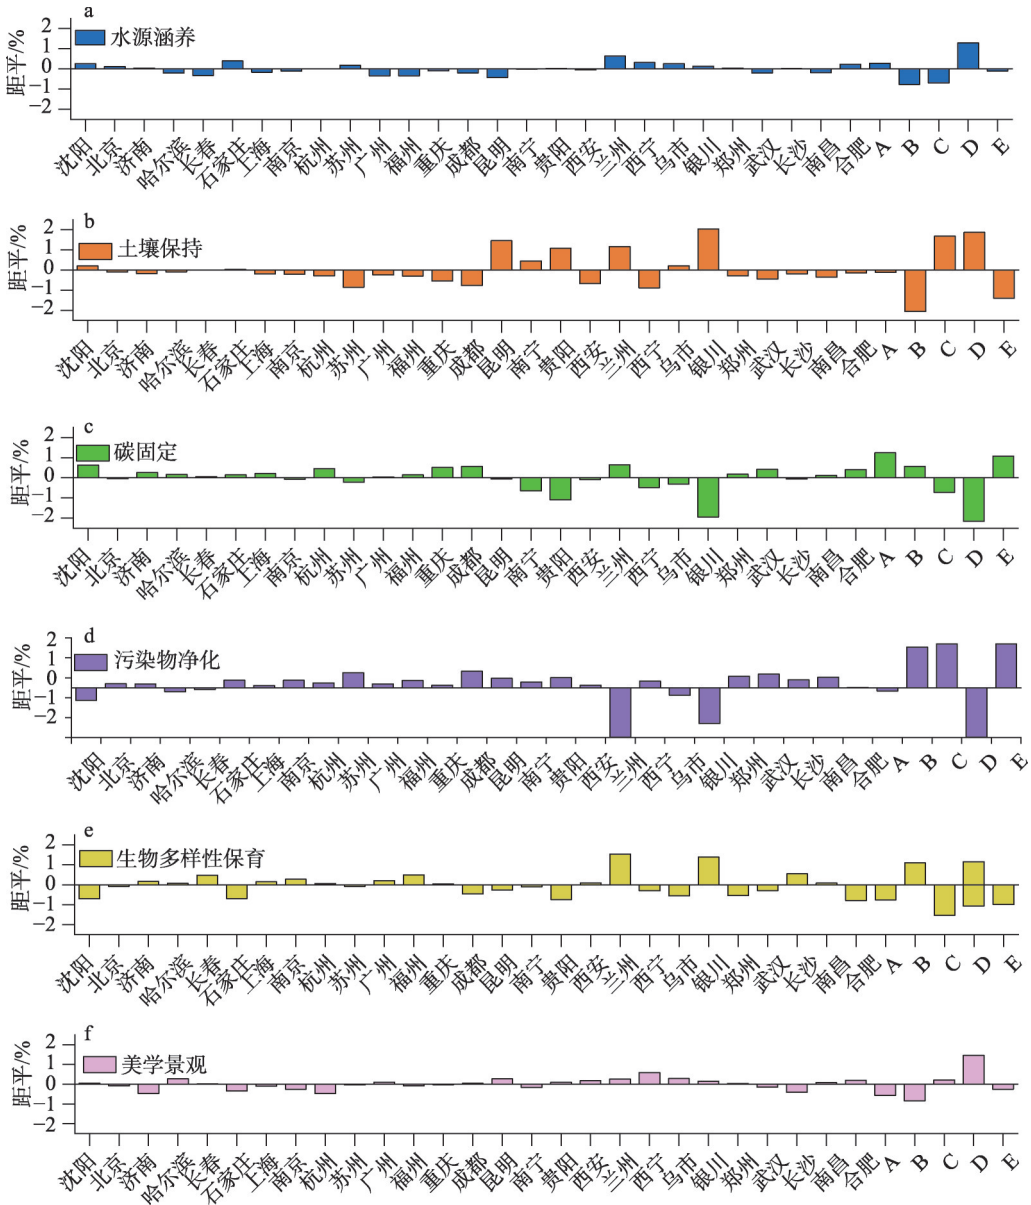 a
水源涵养
距平/%
2
1
0
−1
−2
沈阳 北京 济南 哈尔滨 长春 石家庄 上海 南京 杭州 苏州 广州 福州 重庆 成都 昆明 南宁 贵阳 西安 兰州 西宁 乌市 银川 郑州 武汉 长沙 南昌 合肥 A B C D E
b
土壤保持
距平/%
2
1
0
−1
−2
沈阳 北京 济南 哈尔滨 长春 石家庄 上海 南京 杭州 苏州 广州 福州 重庆 成都 昆明 南宁 贵阳 西安 兰州 西宁 乌市 银川 郑州 武汉 长沙 南昌 合肥 A B C D E
c
碳固定
距平/%
2
1
0
−1
−2
沈阳 北京 济南 哈尔滨 长春 石家庄 上海 南京 杭州 苏州 广州 福州 重庆 成都 昆明 南宁 贵阳 西安 兰州 西宁 乌市 银川 郑州 武汉 长沙 南昌 合肥 A B C D E
d
污染物净化
距平/%
2
1
0
−1
−2
沈阳 北京 济南 哈尔滨 长春 石家庄 上海 南京 杭州 苏州 广州 福州 重庆 成都 昆明 南宁 贵阳 西安 兰州 西宁 乌市 银川 郑州 武汉 长沙 南昌 合肥 A B C D E
e
生物多样性保育
距平/%
2
1
0
−1
−2
沈阳 北京 济南 哈尔滨 长春 石家庄 上海 南京 杭州 苏州 广州 福州 重庆 成都 昆明 南宁 贵阳 西安 兰州 西宁 乌市 银川 郑州 武汉 长沙 南昌 合肥 A B C D E
f
美学景观
距平/%
2
1
0
−1
−2
沈阳 北京 济南 哈尔滨 长春 石家庄 上海 南京 杭州 苏州 广州 福州 重庆 成都 昆明 南宁 贵阳 西安 兰州 西宁 乌市 银川 郑州 武汉 长沙 南昌 合肥 A B C D E